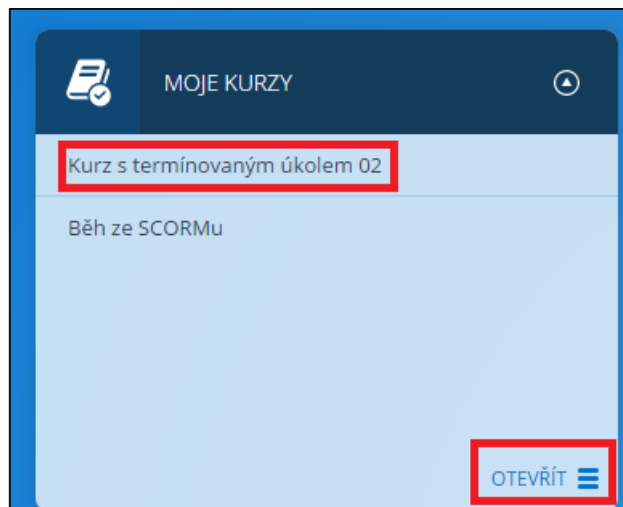 MOJE KURZY
Kurz s termínovaným úkolem 02
Běh ze SCORMu
OTEVŘÍT